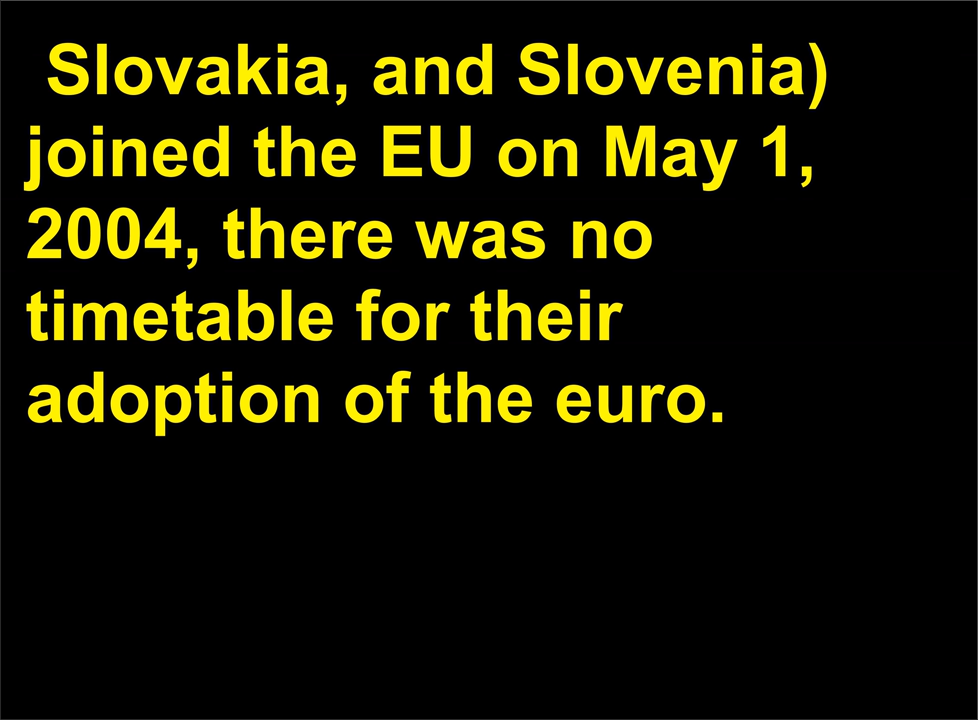 Slovakia, and Slovenia)
joined the EU on May 1,
2004, there was no
timetable for their
adoption of the euro.